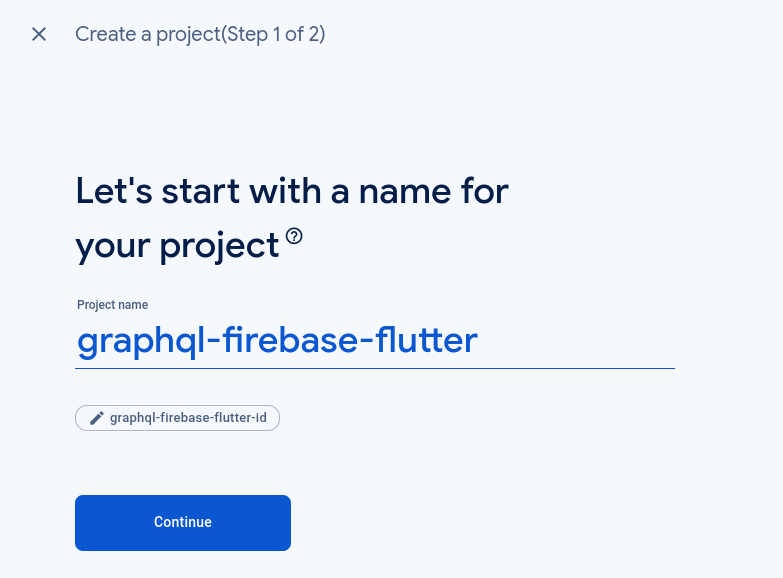 Create a project(Step 1 of 2)
Let's start with a name for
your project
Project name
graphql-firebase-flutter
graphql-firebase-flutter-id
Continue